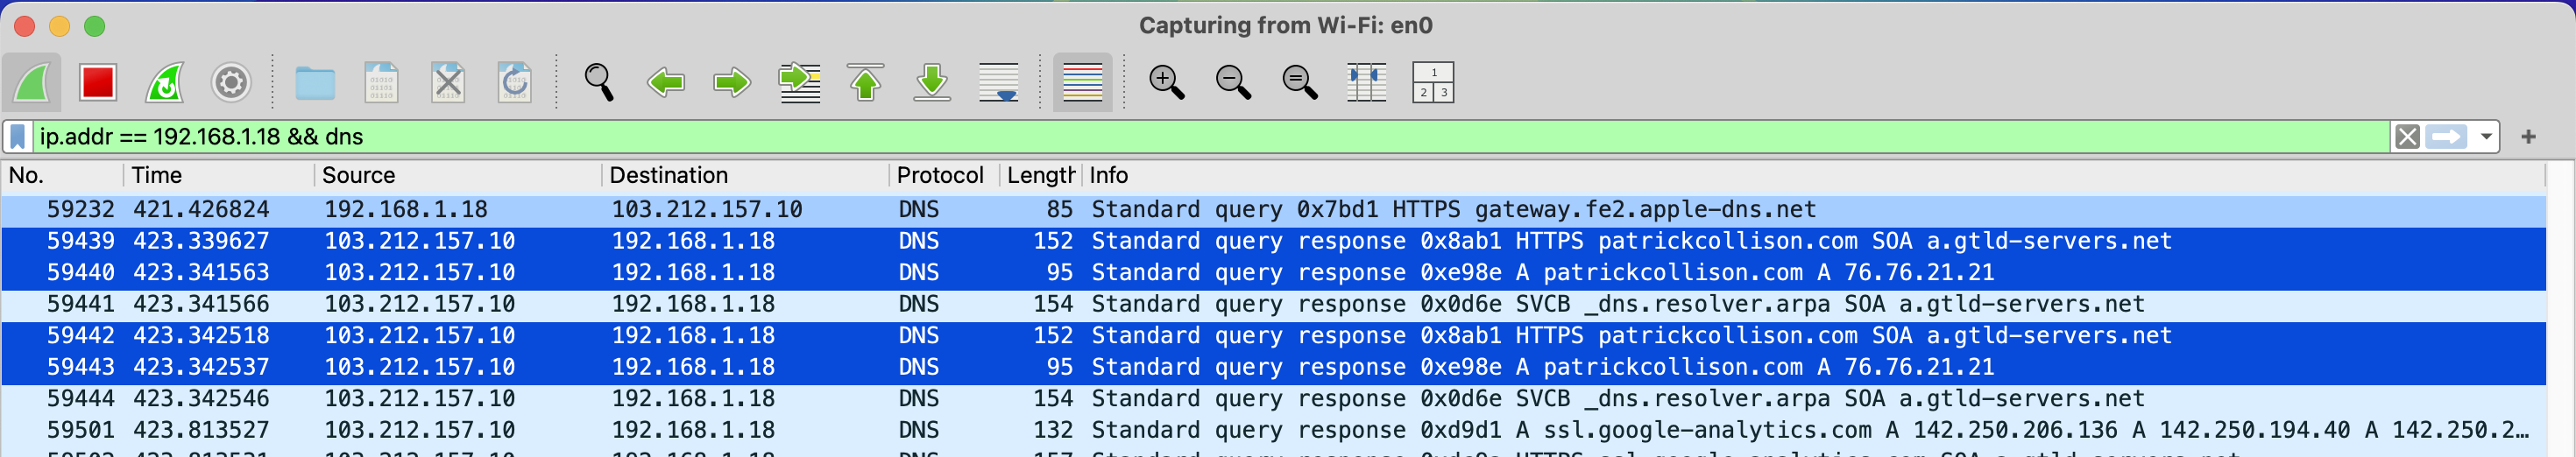 Capturing from Wi-Fi: en0
ip.addr == 192.168.1.18 && dns
No. Time Source Destination Protocol Length Info
59232 421.426824 192.168.1.18 103.212.157.10 DNS 85 Standard query 0x7bd1 HTTPS gateway.fe2.apple-dns.net
59439 423.339627 103.212.157.10 192.168.1.18 DNS 152 Standard query response 0x8ab1 HTTPS patrickcollison.com SOA a.gtld-servers.net
59440 423.341563 103.212.157.10 192.168.1.18 DNS 95 Standard query response 0xe98e A patrickcollison.com A 76.76.21.21
59441 423.341566 103.212.157.10 192.168.1.18 DNS 154 Standard query response 0x0d6e SVCB _dns.resolver.arpa SOA a.gtld-servers.net
59442 423.342518 103.212.157.10 192.168.1.18 DNS 152 Standard query response 0x8ab1 HTTPS patrickcollison.com SOA a.gtld-servers.net
59443 423.342537 103.212.157.10 192.168.1.18 DNS 95 Standard query response 0xe98e A patrickcollison.com A 76.76.21.21
59444 423.342546 103.212.157.10 192.168.1.18 DNS 154 Standard query response 0x0d6e SVCB _dns.resolver.arpa SOA a.gtld-servers.net
59501 423.813527 103.212.157.10 192.168.1.18 DNS 132 Standard query response 0xd9d1 A ssl.google-analytics.com A 142.250.206.136 A 142.250.194.40 A 142.250.2…